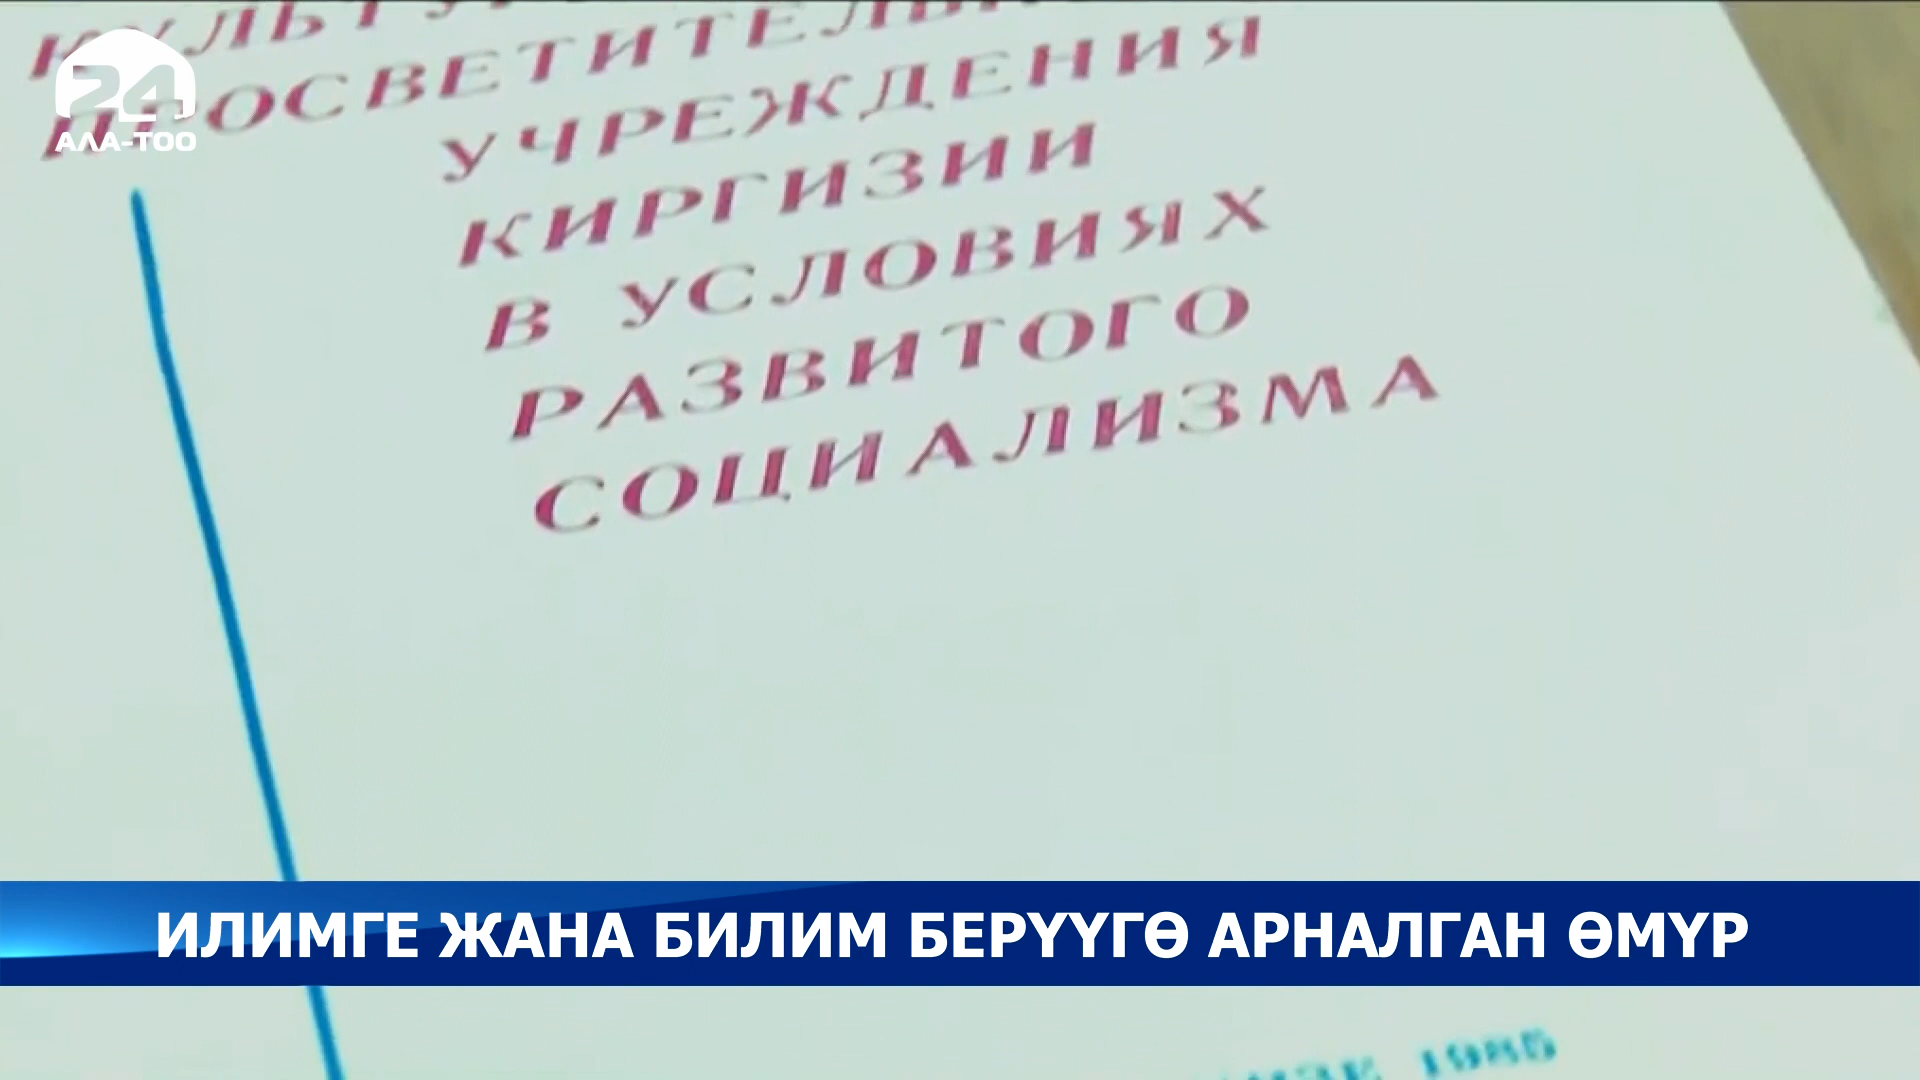 24
АЛА-ТОО
ПРОСВЕТИТЕЛЬНЫЕ
УЧРЕЖДЕНИЯ
КИРГИЗИИ
В УСЛОВИЯХ
РАЗВИТОГО
СОЦИАЛИЗМА
ИЛИМГЕ ЖАНА БИЛИМ БЕРҮҮГӨ АРНАЛГАН ӨМҮР